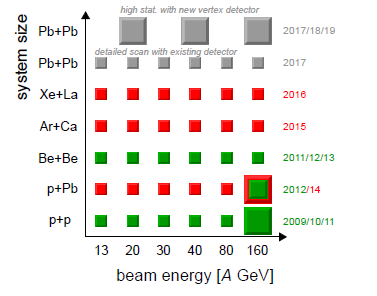 high stat. with new vertex detector
Pb+Pb 2017/18/19
detailed scan with existing detector
Pb+Pb 2017
Xe+La 2016
Ar+Ca 2015
Be+Be 2011/12/13
p+Pb 2012/14
p+p 2009/10/11
13 20 30 40 80 160
beam energy [A GeV]
system size